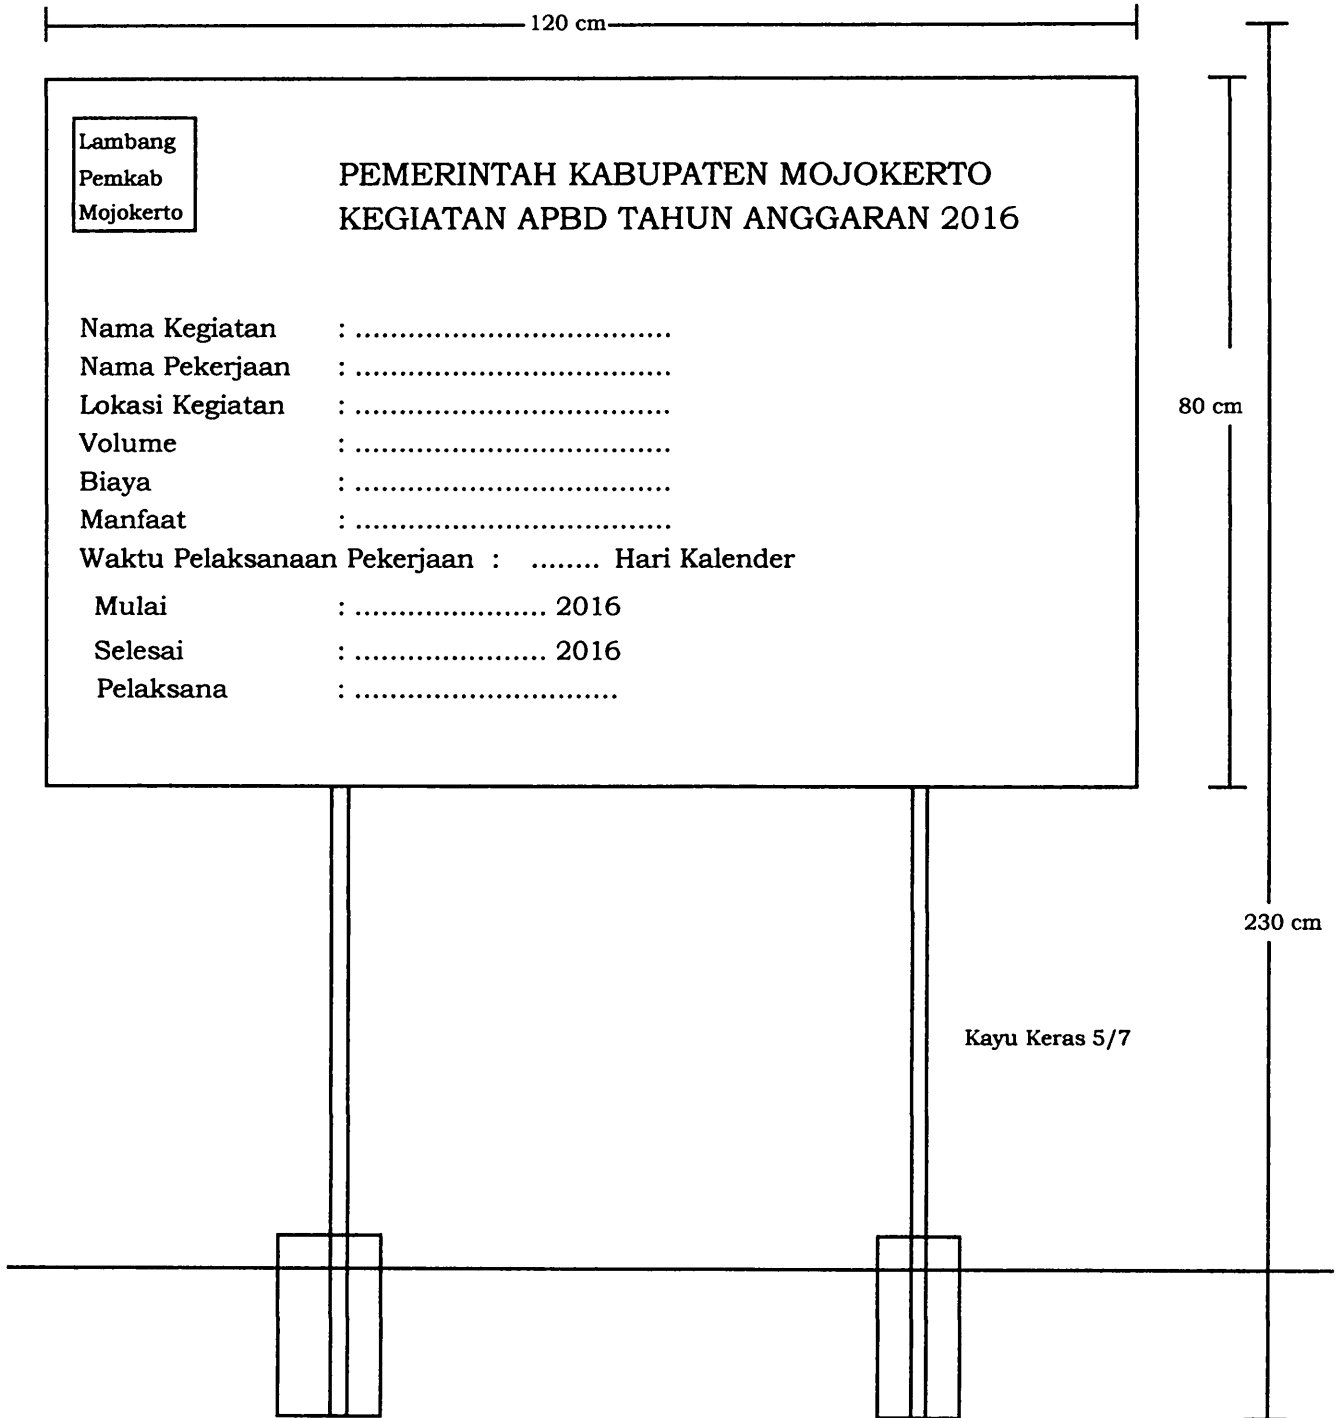 120 cm
Lambang
Pemkab
Mojokerto
PEMERINTAH KABUPATEN MOJOKERTO
KEGIATAN APBD TAHUN ANGGARAN 2016
Nama Kegiatan : ....................................
Nama Pekerjaan : ....................................
Lokasi Kegiatan : ....................................
Volume : ....................................
Biaya : ....................................
Manfaat : ....................................
Waktu Pelaksanaan Pekerjaan : ........ Hari Kalender
Mulai : ...................... 2016
Selesai : ...................... 2016
Pelaksana : ..............................
80 cm
230 cm
Kayu Keras 5/7